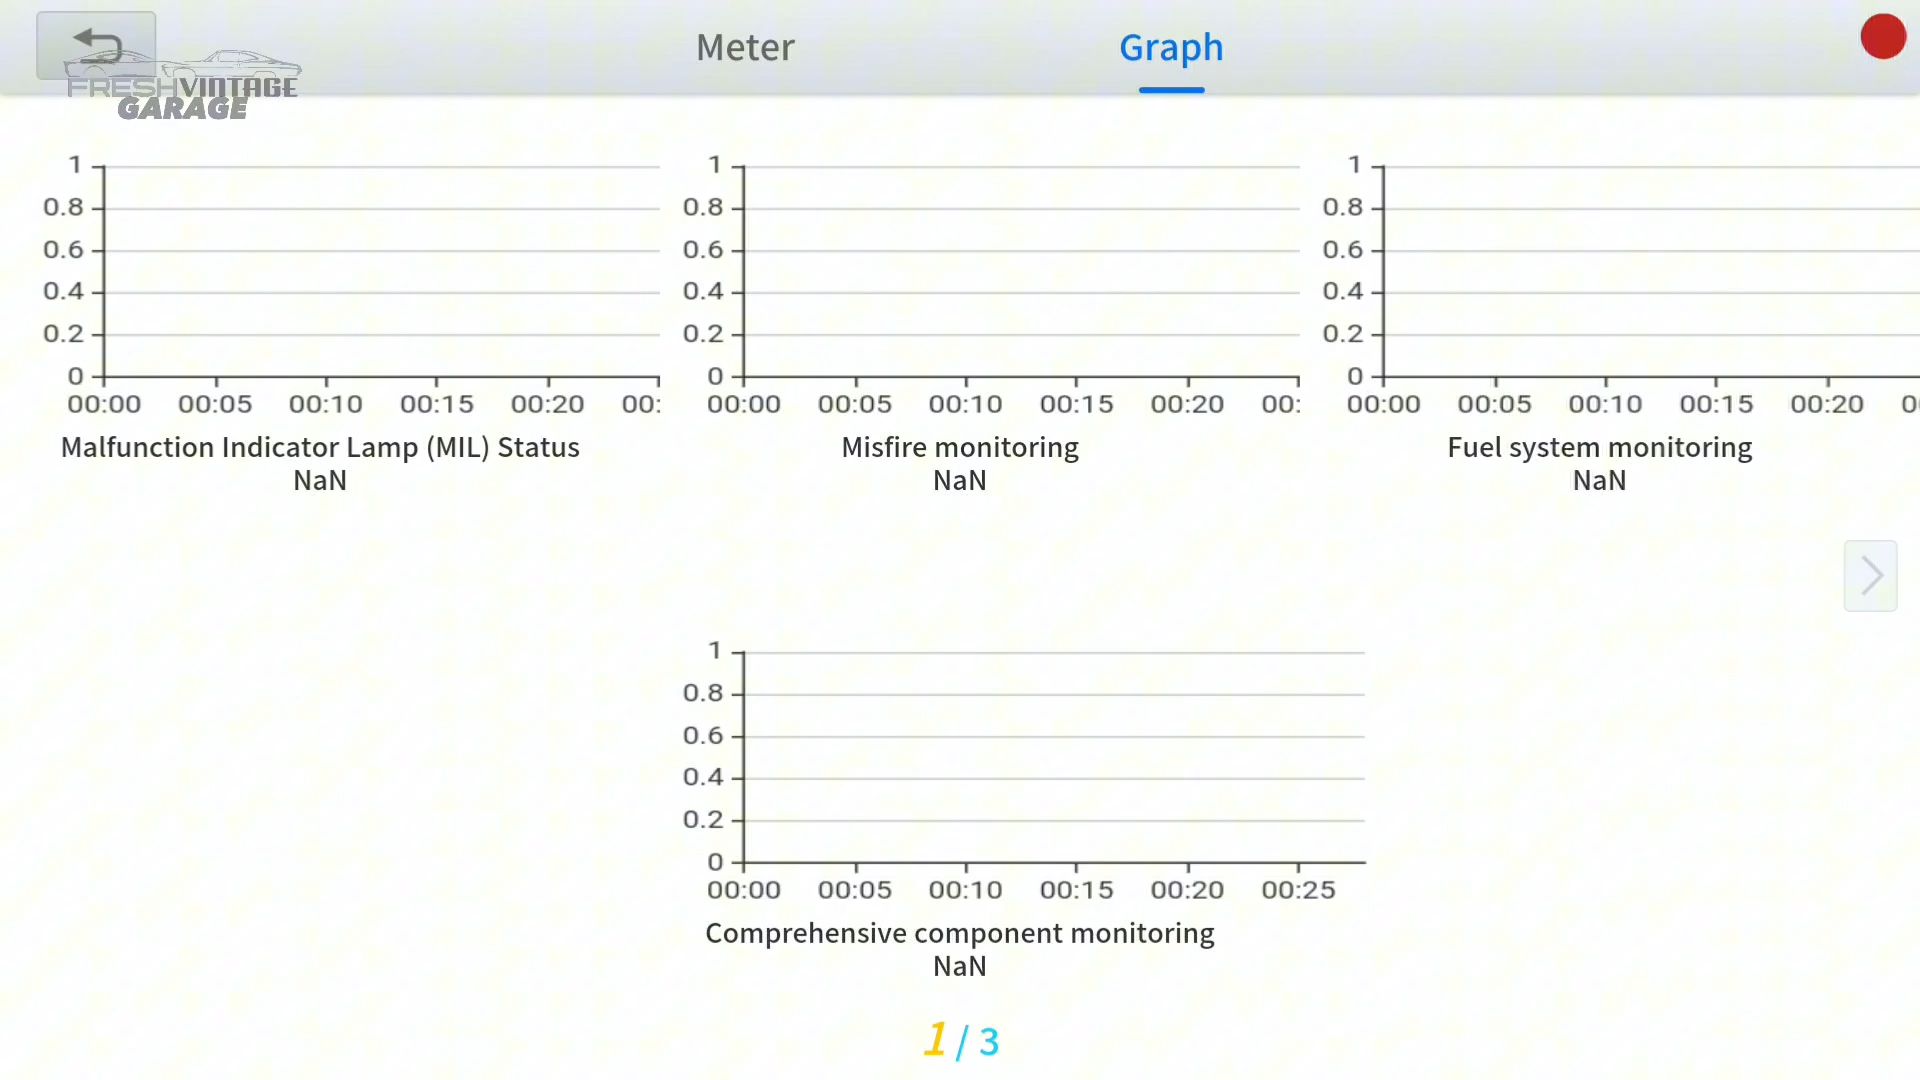 Meter Graph
FRESHVINTAGE
GARAGE
1 1 1
0.8 0.8 0.8
0.6 0.6 0.6
0.4 0.4 0.4
0.2 0.2 0.2
0 0 0
00:00 00:05 00:10 00:15 00:20 00: 00:00 00:05 00:10 00:15 00:20 00: 00:00 00:05 00:10 00:15 00:20 0
Malfunction Indicator Lamp (MIL) Status Misfire monitoring Fuel system monitoring
NaN NaN NaN
1
0.8
0.6
0.4
0.2
0
00:00 00:05 00:10 00:15 00:20 00:25
Comprehensive component monitoring
NaN
1 / 3